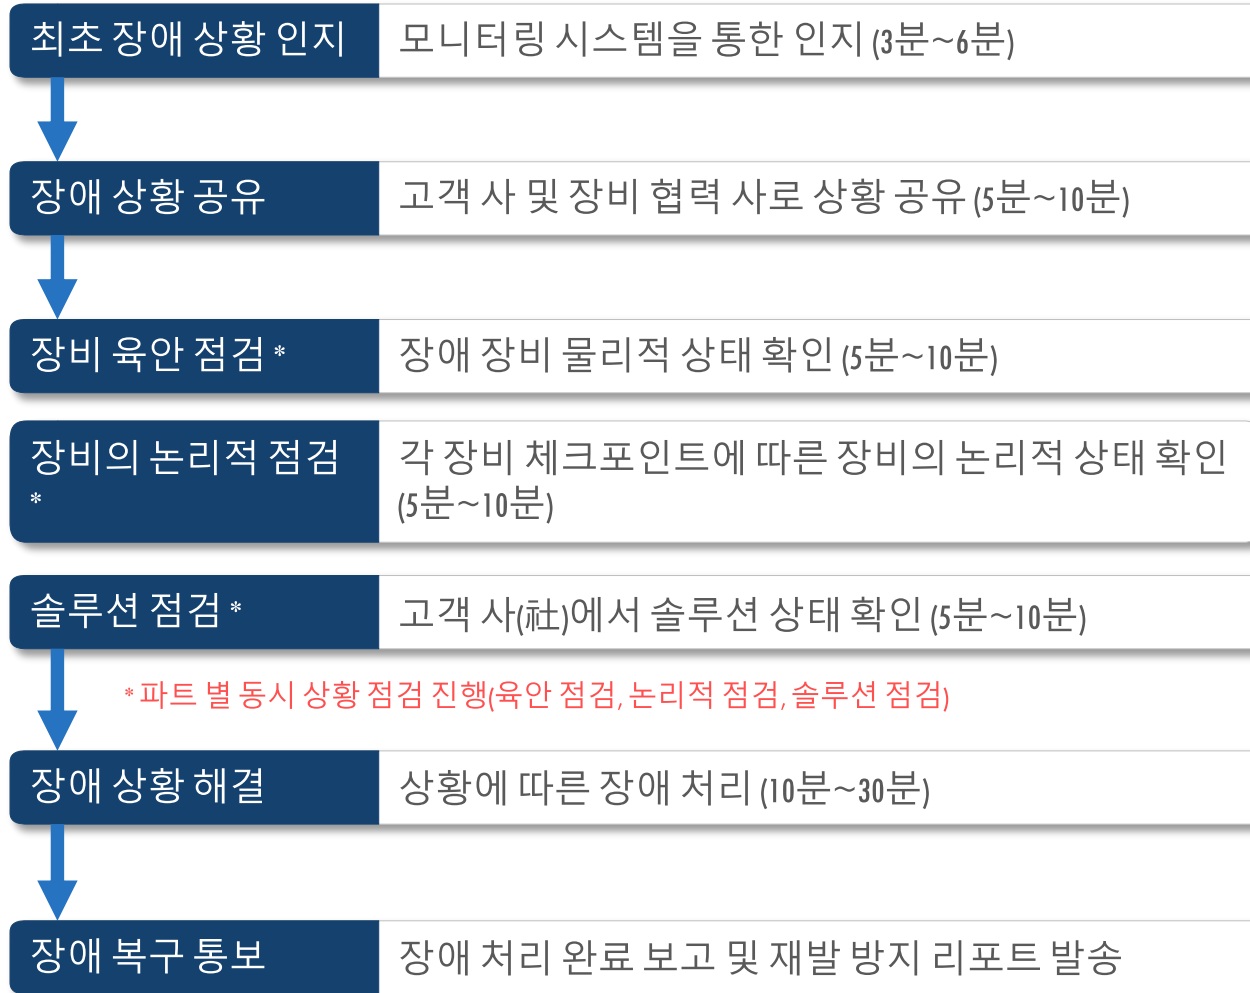 최초 장애 상황 인지
모니터링 시스템을 통한 인지 (3분~6분)
장애 상황 공유
고객 사 및 장비 협력 사로 상황 공유 (5분~10분)
장비 육안 점검 *
장애 장비 물리적 상태 확인 (5분~10분)
장비의 논리적 점검
*
각 장비 체크포인트에 따른 장비의 논리적 상태 확인
(5분~10분)
솔루션 점검 *
고객 사(社)에서 솔루션 상태 확인 (5분~10분)
* 파트 별 동시 상황 점검 진행(육안 점검, 논리적 점검, 솔루션 점검)
장애 상황 해결
상황에 따른 장애 처리 (10분~30분)
장애 복구 통보
장애 처리 완료 보고 및 재발 방지 리포트 발송